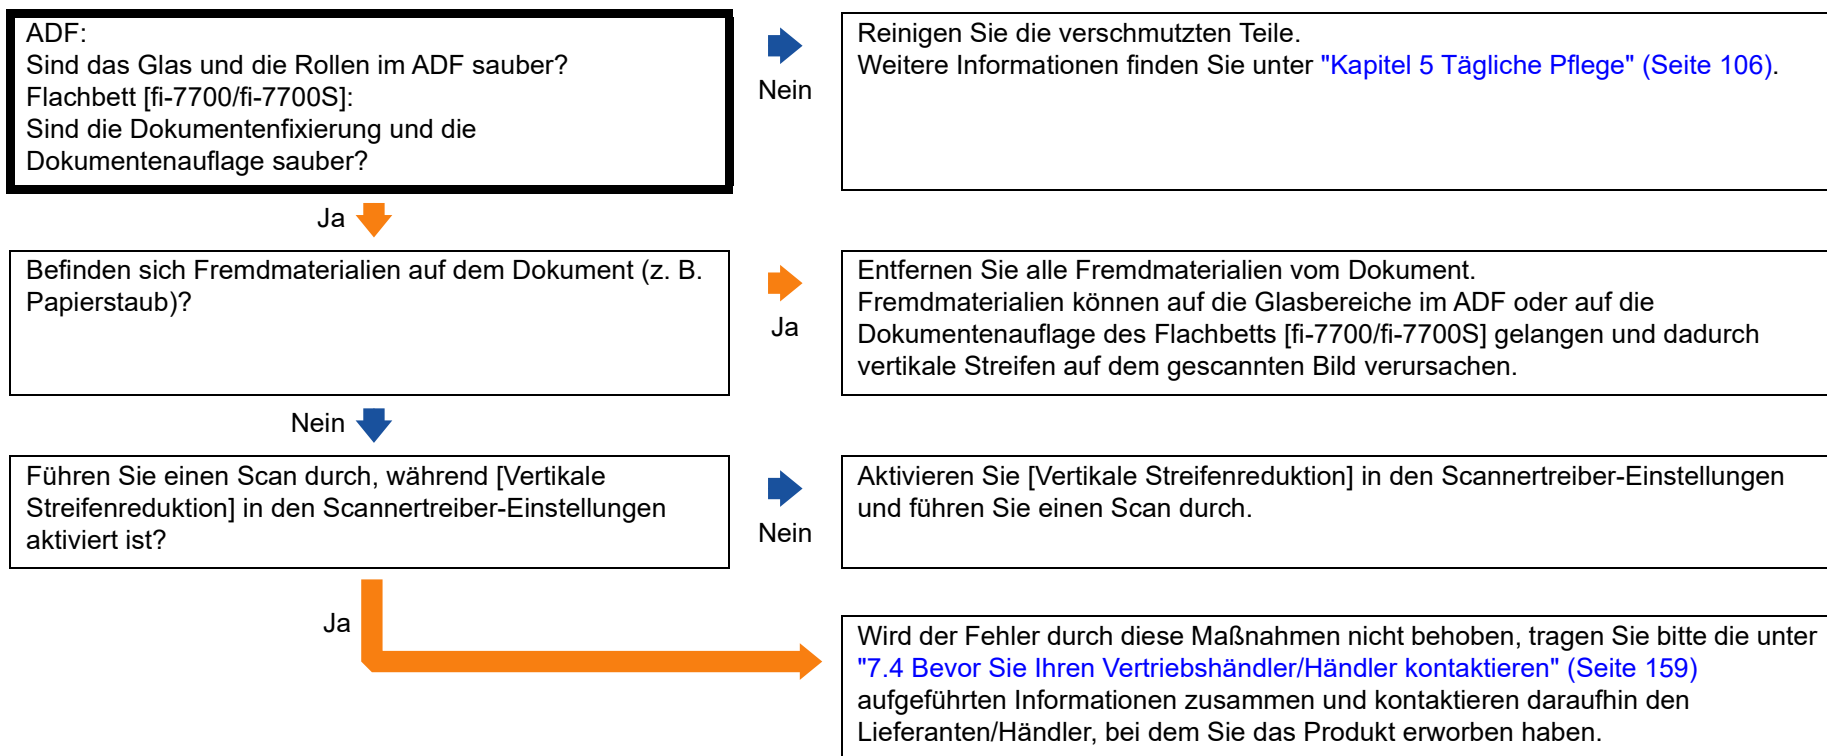 ADF:
Sind das Glas und die Rollen im ADF sauber?
Flachbett [fi-7700/fi-7700S]:
Sind die Dokumentenfixierung und die
Dokumentenauflage sauber?
Nein
Reinigen Sie die verschmutzten Teile.
Weitere Informationen finden Sie unter "Kapitel 5 Tägliche Pflege" (Seite 106).
Ja
Befinden sich Fremdmaterialien auf dem Dokument (z. B.
Papierstaub)?
Ja
Entfernen Sie alle Fremdmaterialien vom Dokument.
Fremdmaterialien können auf die Glasbereiche im ADF oder auf die
Dokumentenauflage des Flachbetts [fi-7700/fi-7700S] gelangen und dadurch
vertikale Streifen auf dem gescannten Bild verursachen.
Nein
Führen Sie einen Scan durch, während [Vertikale
Streifenreduktion] in den Scannertreiber-Einstellungen
aktiviert ist?
Nein
Aktivieren Sie [Vertikale Streifenreduktion] in den Scannertreiber-Einstellungen
und führen Sie einen Scan durch.
Ja
Wird der Fehler durch diese Maßnahmen nicht behoben, tragen Sie bitte die unter
"7.4 Bevor Sie Ihren Vertriebshändler/Händler kontaktieren" (Seite 159)
aufgeführten Informationen zusammen und kontaktieren daraufhin den
Lieferanten/Händler, bei dem Sie das Produkt erworben haben.